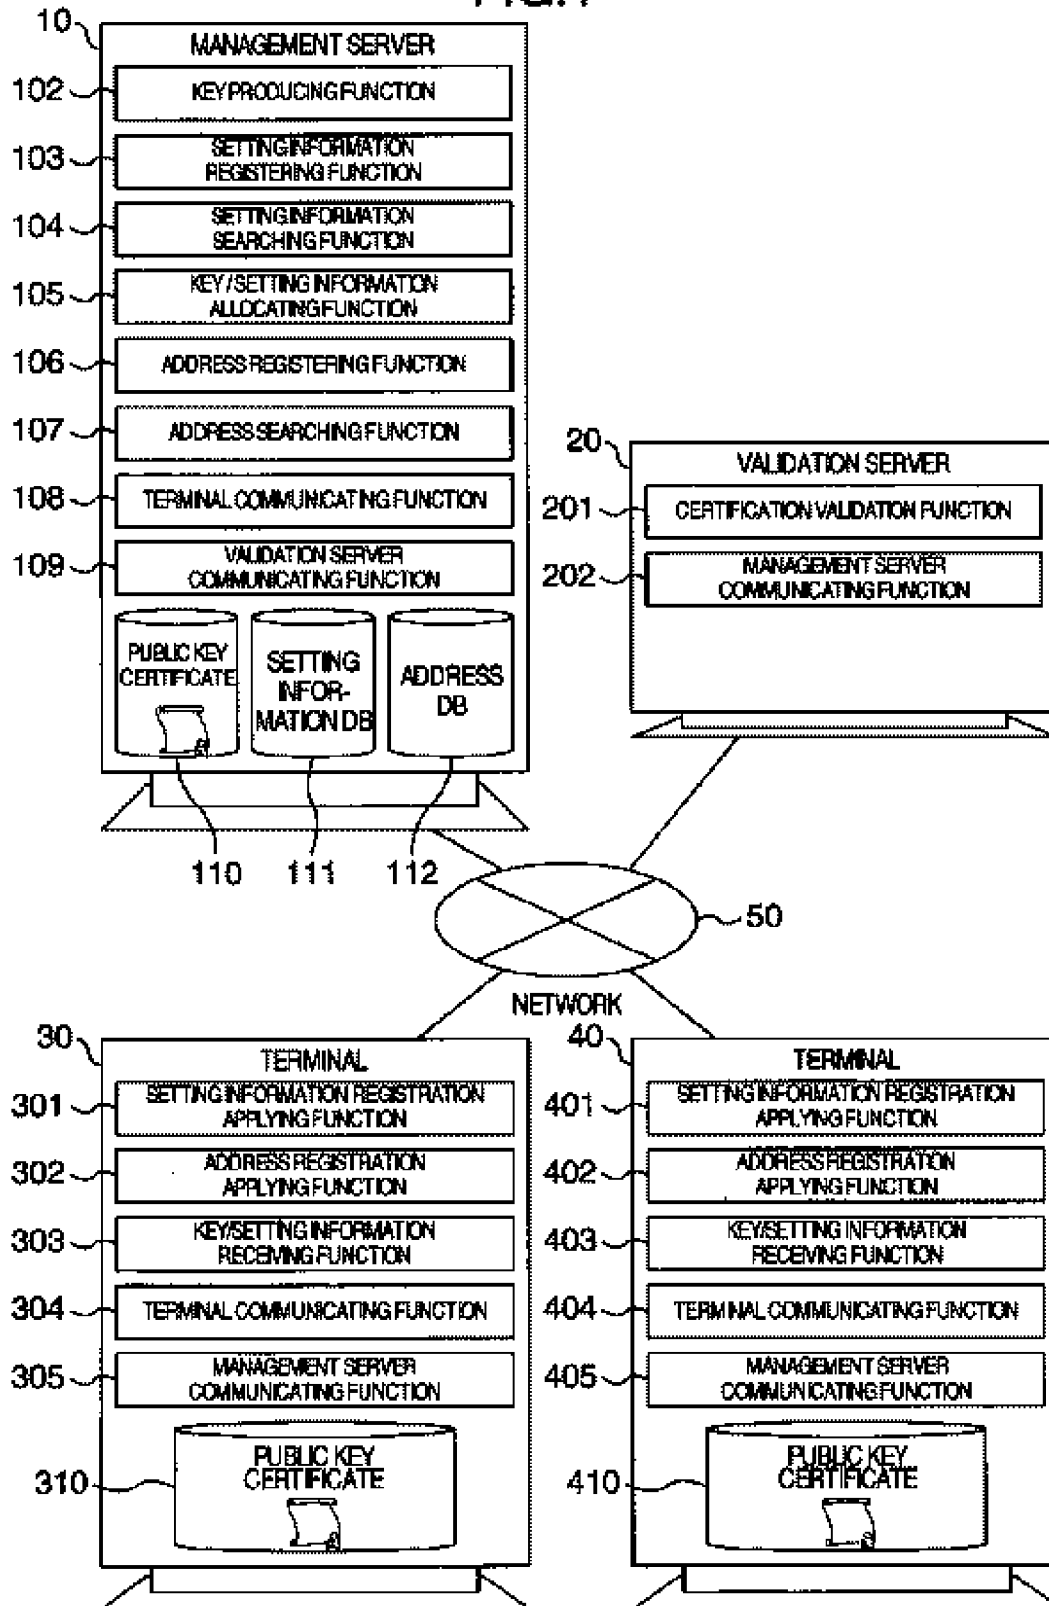 10
MANAGEMENT SERVER
102
KEY PRODUCING FUNCTION
103
SETTING INFORMATION
REGISTERING FUNCTION
104
SETTING INFORMATION
SEARCHING FUNCTION
105
KEY / SETTING INFORMATION
ALLOCATING FUNCTION
106
ADDRESS REGISTERING FUNCTION
107
ADDRESS SEARCHING FUNCTION
108
TERMINAL COMMUNICATING FUNCTION
109
VALIDATION SERVER
COMMUNICATING FUNCTION
PUBLIC KEY
CERTIFICATE
SETTING
INFOR-
MATION DB
ADDRESS
DB
110
111
112
20
VALIDATION SERVER
201
CERTIFICATION VALIDATION FUNCTION
202
MANAGEMENT SERVER
COMMUNICATING FUNCTION
50
NETWORK
30
TERMINAL
301
SETTING INFORMATION REGISTRATION
APPLYING FUNCTION
302
ADDRESS REGISTRATION
APPLYING FUNCTION
303
KEY/SETTING INFORMATION
RECEIVING FUNCTION
304
TERMINAL COMMUNICATING FUNCTION
305
MANAGEMENT SERVER
COMMUNICATING FUNCTION
310
PUBLIC KEY
CERTIFICATE
40
TERMINAL
401
SETTING INFORMATION REGISTRATION
APPLYING FUNCTION
402
ADDRESS REGISTRATION
APPLYING FUNCTION
403
KEY/SETTING INFORMATION
RECEIVING FUNCTION
404
TERMINAL COMMUNICATING FUNCTION
405
MANAGEMENT SERVER
COMMUNICATING FUNCTION
410
PUBLIC KEY
CERTIFICATE